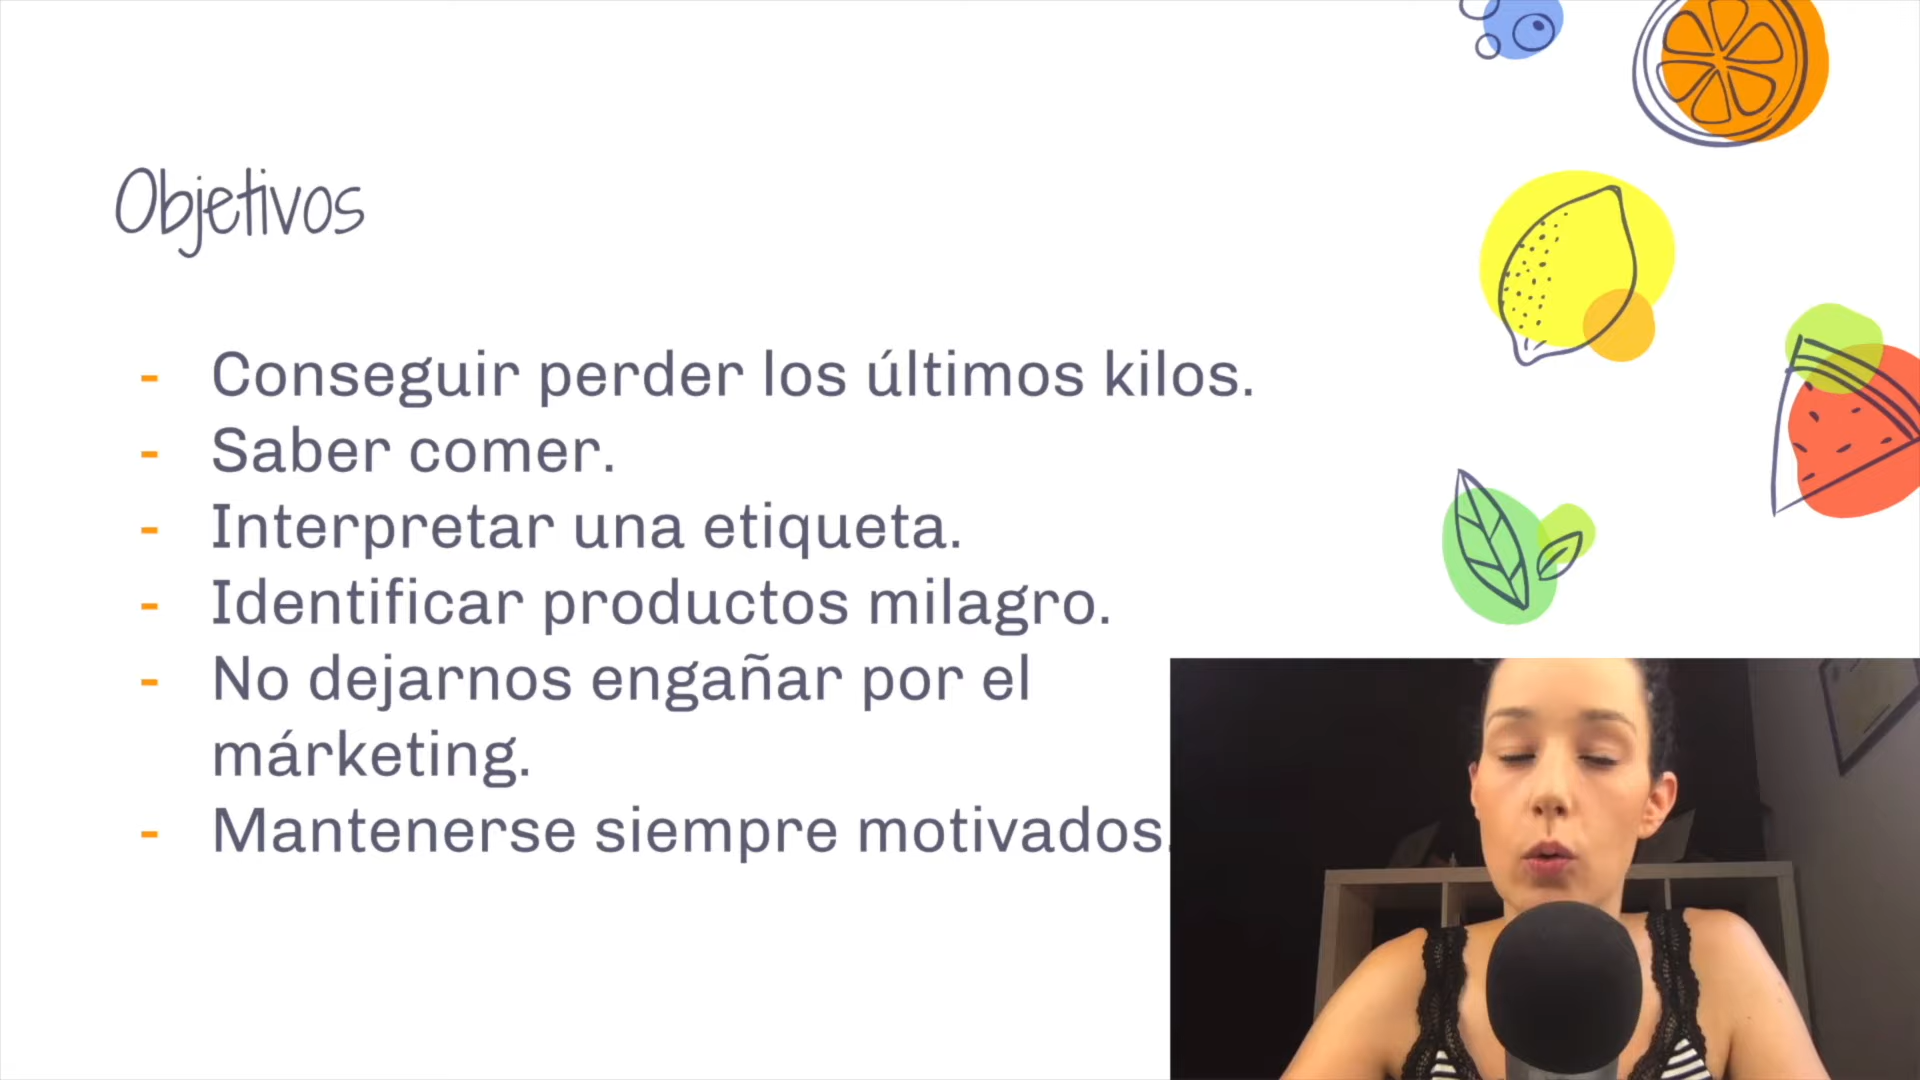 Objetivos
- Conseguir perder los últimos kilos.
- Saber comer.
- Interpretar una etiqueta.
- Identificar productos milagro.
- No dejarnos engañar por el
márketing.
- Mantenerse siempre motivados.